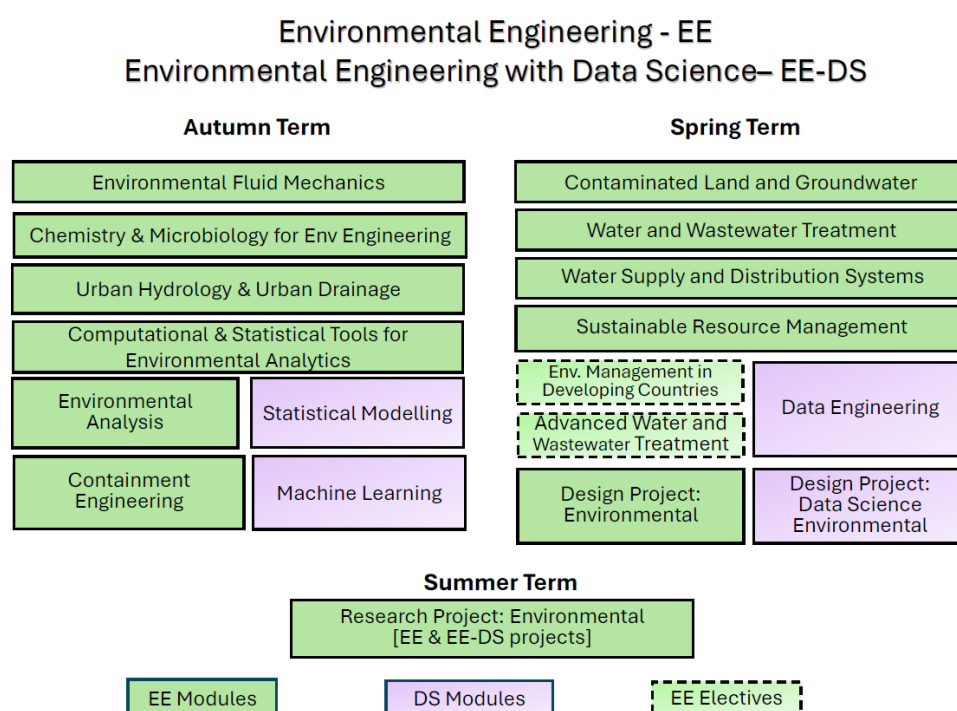 Environmental Engineering - EE
Environmental Engineering with Data Science– EE-DS
Autumn Term
Environmental Fluid Mechanics
Chemistry & Microbiology for Env Engineering
Urban Hydrology & Urban Drainage
Computational & Statistical Tools for
Environmental Analytics
Environmental
Analysis
Statistical Modelling
Containment
Engineering
Machine Learning
Spring Term
Contaminated Land and Groundwater
Water and Wastewater Treatment
Water Supply and Distribution Systems
Sustainable Resource Management
Env. Management in
Developing Countries
Advanced Water and
Wastewater Treatment
Data Engineering
Design Project:
Environmental
Design Project:
Data Science
Environmental
Summer Term
Research Project: Environmental
[EE & EE-DS projects]
EE Modules
DS Modules
EE Electives